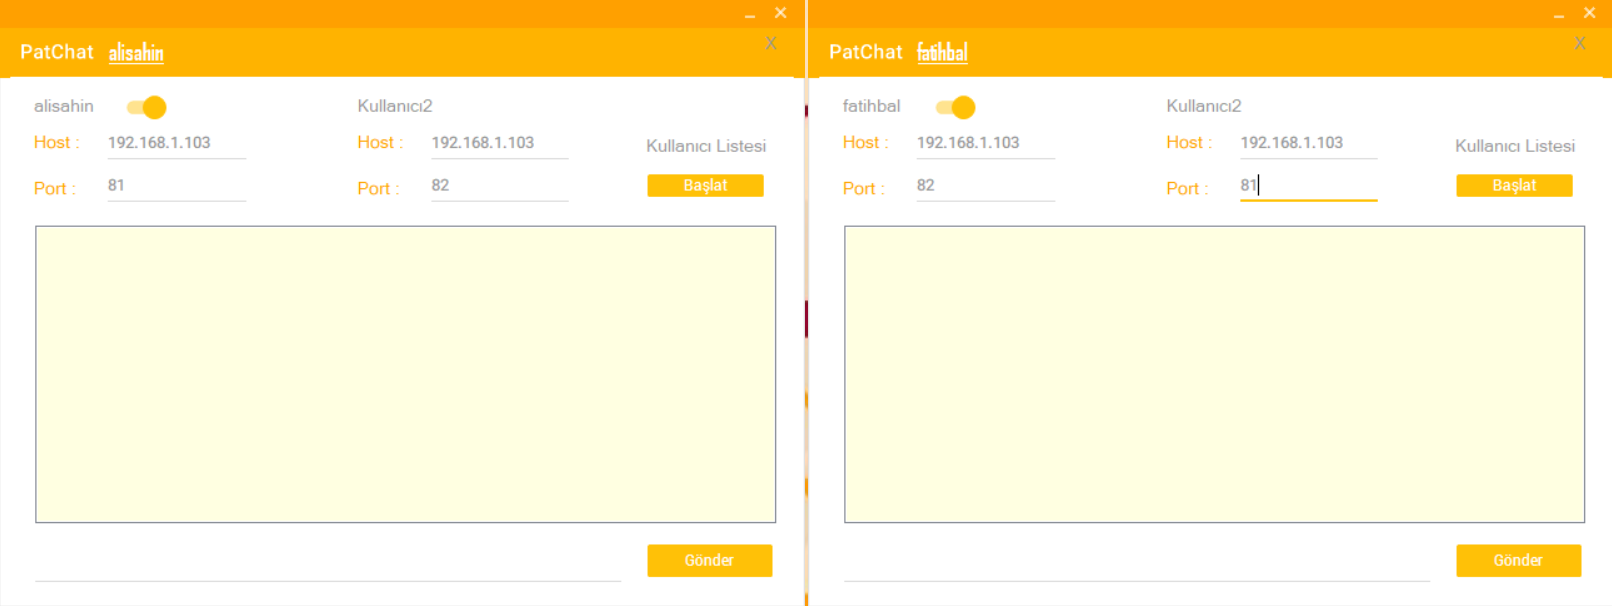 PatChat alisahin
X
alisahin
Kullanıcı2
Host : 192.168.1.103
Host : 192.168.1.103
Kullanıcı Listesi
Port : 81
Port : 82
Başlat
Gönder
PatChat fatihbal
X
fatihbal
Kullanıcı2
Host : 192.168.1.103
Host : 192.168.1.103
Kullanıcı Listesi
Port : 82
Port : 81
Başlat
Gönder